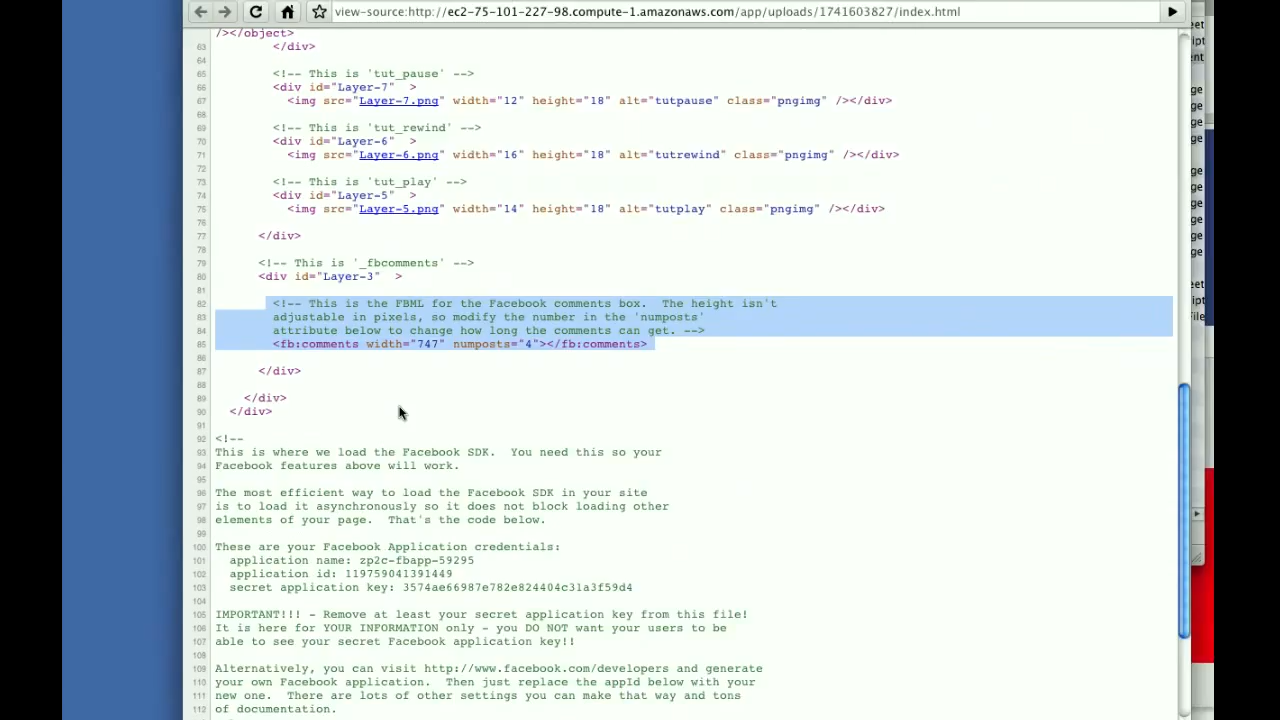 view-source:http://ec2-75-101-227-98.compute-1.amazonaws.com/app/uploads/1741603827/index.html
/></object>
63 </div>
64
65 <!-- This is 'tut_pause' -->
66 <div id="Layer-7" >
67 <img src="Layer-7.png" width="12" height="18" alt="tutpause" class="pngimg" /></div>
68
69 <!-- This is 'tut_rewind' -->
70 <div id="Layer-6" >
71 <img src="Layer-6.png" width="16" height="18" alt="tutrewind" class="pngimg" /></div>
72
73 <!-- This is 'tut_play' -->
74 <div id="Layer-5" >
75 <img src="Layer-5.png" width="14" height="18" alt="tutplay" class="pngimg" /></div>
76
77 </div>
78
79 <!-- This is '_fbcomments' -->
80 <div id="Layer-3" >
81
82 <!-- This is the FBML for the Facebook comments box. The height isn't
83 adjustable in pixels, so modify the number in the 'numposts'
84 attribute below to change how long the comments can get. -->
85 <fb:comments width="747" numposts="4"></fb:comments>
86
87 </div>
88
89 </div>
90 </div>
91
92 <!--
93 This is where we load the Facebook SDK. You need this so your
94 Facebook features above will work.
95
96 The most efficient way to load the Facebook SDK in your site
97 is to load it asynchronously so it does not block loading other
98 elements of your page. That's the code below.
99
100 These are your Facebook Application credentials:
101 application name: zp2c-fbapp-59295
102 application id: 119759041391449
103 secret application key: 3574ae66987e782e824404c31a3f59d4
104
105 IMPORTANT!!! - Remove at least your secret application key from this file!
106 It is here for YOUR INFORMATION only - you DO NOT want your users to be
107 able to see your secret Facebook application key!!
108
109 Alternatively, you can visit http://www.facebook.com/developers and generate
110 your own Facebook application. Then just replace the appId below with your
111 new one. There are lots of other settings you can make that way and tons
112 of documentation.